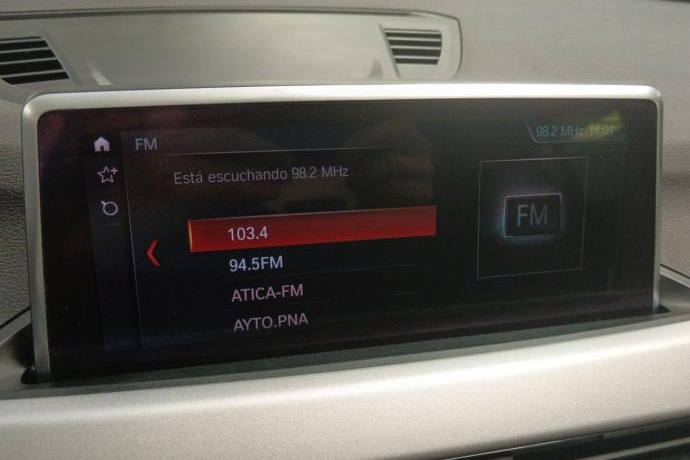 98.2 MHz 14:01
FM
Está escuchando 98.2 MHz
FM
103.4
94.5FM
ATICA-FM
AYTO.PNA